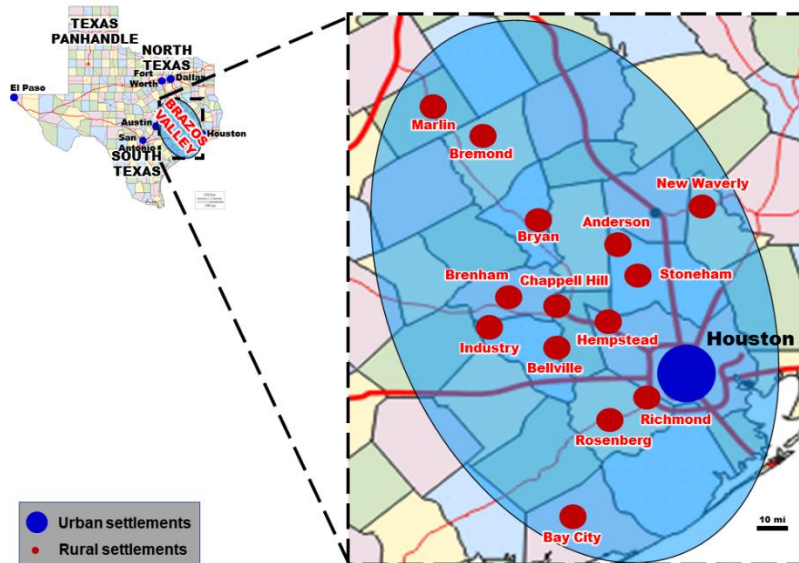 TEXAS
PANHANDLE
NORTH
TEXAS
Fort
Worth
Dallas
El Paso
Austin
San
Antonio
BRAZOS
VALLEY
Houston
SOUTH
TEXAS
Marlin
Bremond
New Waverly
Bryan
Anderson
Stoneham
Brenham
Chappell Hill
Industry
Hempstead
Bellville
Houston
Richmond
Rosenberg
Bay City
10 mi
Urban settlements
Rural settlements